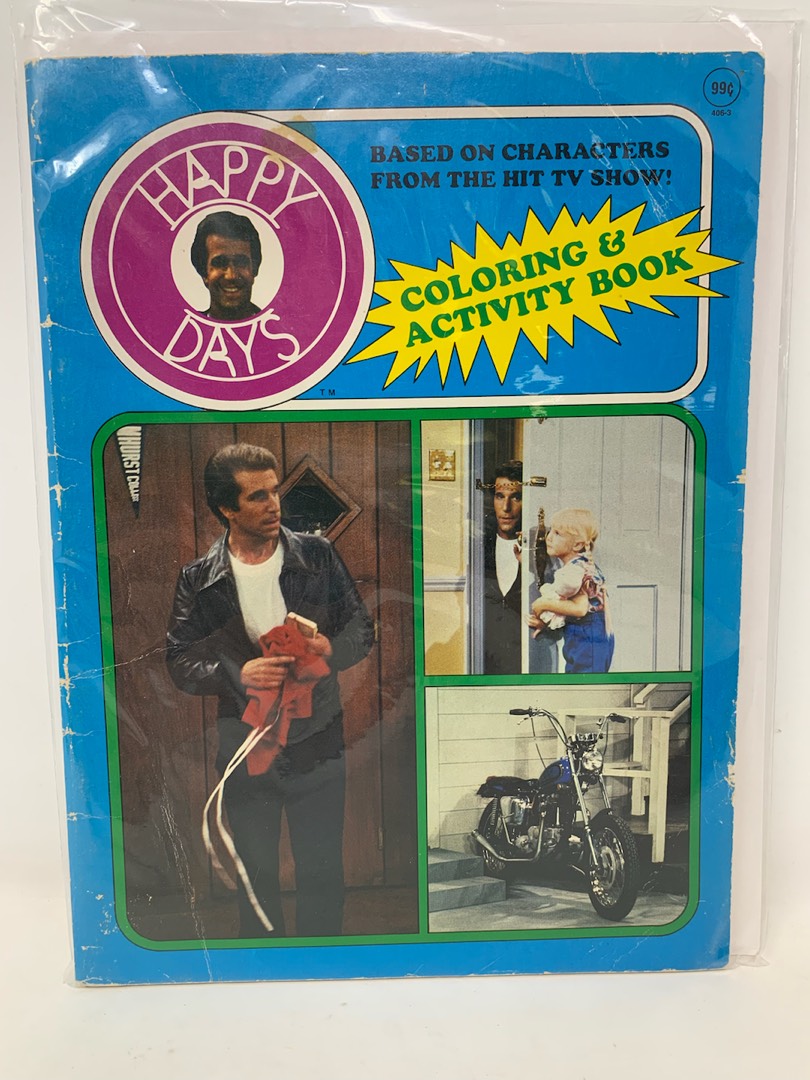 99¢
406-3
HAPPY
DAYS
TM
BASED ON CHARACTERS
FROM THE HIT TV SHOW!
COLORING &
ACTIVITY BOOK